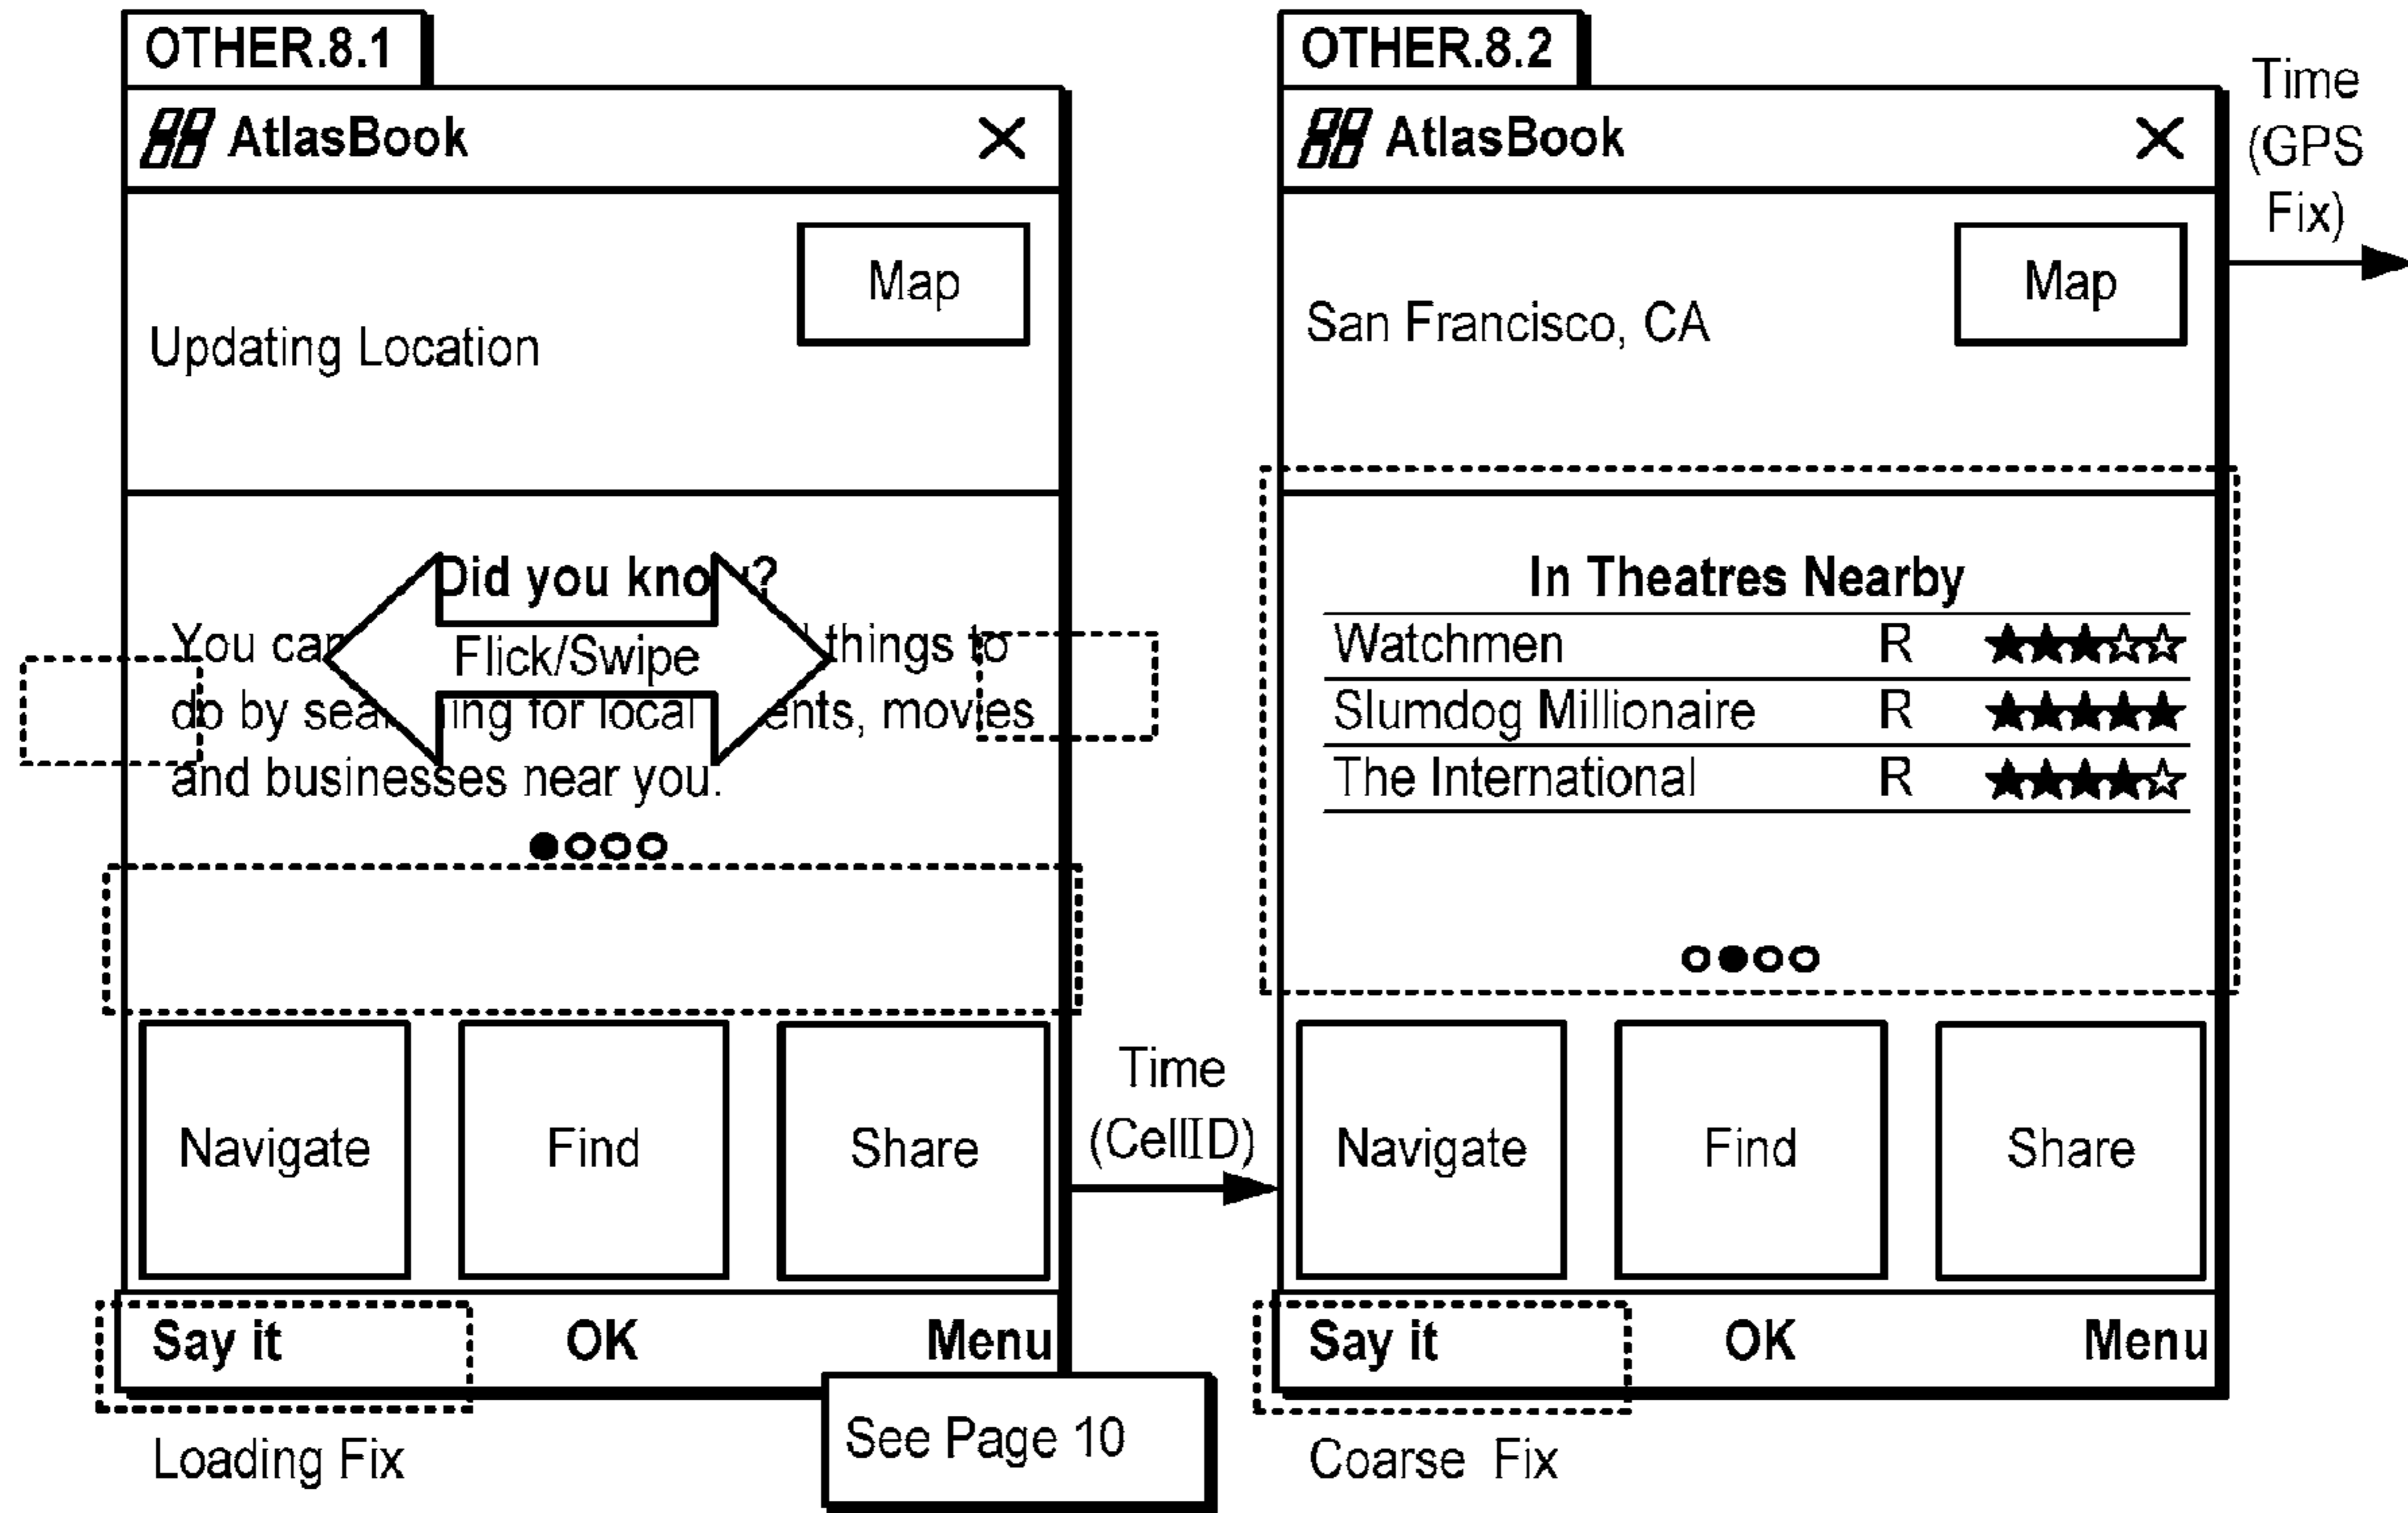 OTHER.8.1
AtlasBook
Updating Location
Map
Did you know?
Flick/Swipe
You can things to
do by sea ing for local ents, movies
and businesses near you.
Navigate
Find
Share
Say it
OK
Menu
Loading Fix
See Page 10
Time
(CellID)
OTHER.8.2
AtlasBook
San Francisco, CA
Map
In Theatres Nearby
Watchmen R ★★★☆☆
Slumdog Millionaire R ★★★★★
The International R ★★★★☆
Navigate
Find
Share
Say it
OK
Menu
Coarse Fix
Time
(GPS
Fix)